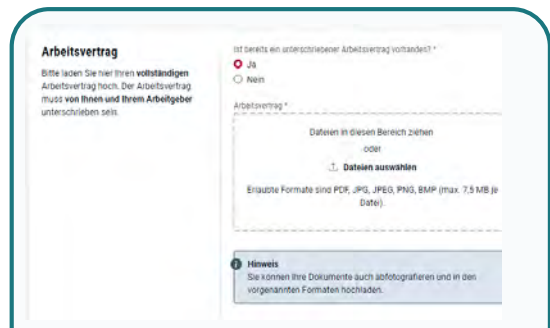 Arbeitsvertrag
Bitte laden Sie hier Ihren vollständigen
Arbeitsvertrag hoch. Der Arbeitsvertrag
muss von Ihnen und Ihrem Arbeitgeber
unterschrieben sein.
Ist bereits ein unterschriebener Arbeitsvertrag vorhanden? *
Ja
Nein
Arbeitsvertrag *
Dateien in diesen Bereich ziehen
oder
Dateien auswählen
Erlaubte Formate sind PDF, JPG, JPEG, PNG, BMP (max. 7,5 MB je
Datei).
Hinweis
Sie können Ihre Dokumente auch abfotografieren und in den
vorgenannten Formaten hochladen.